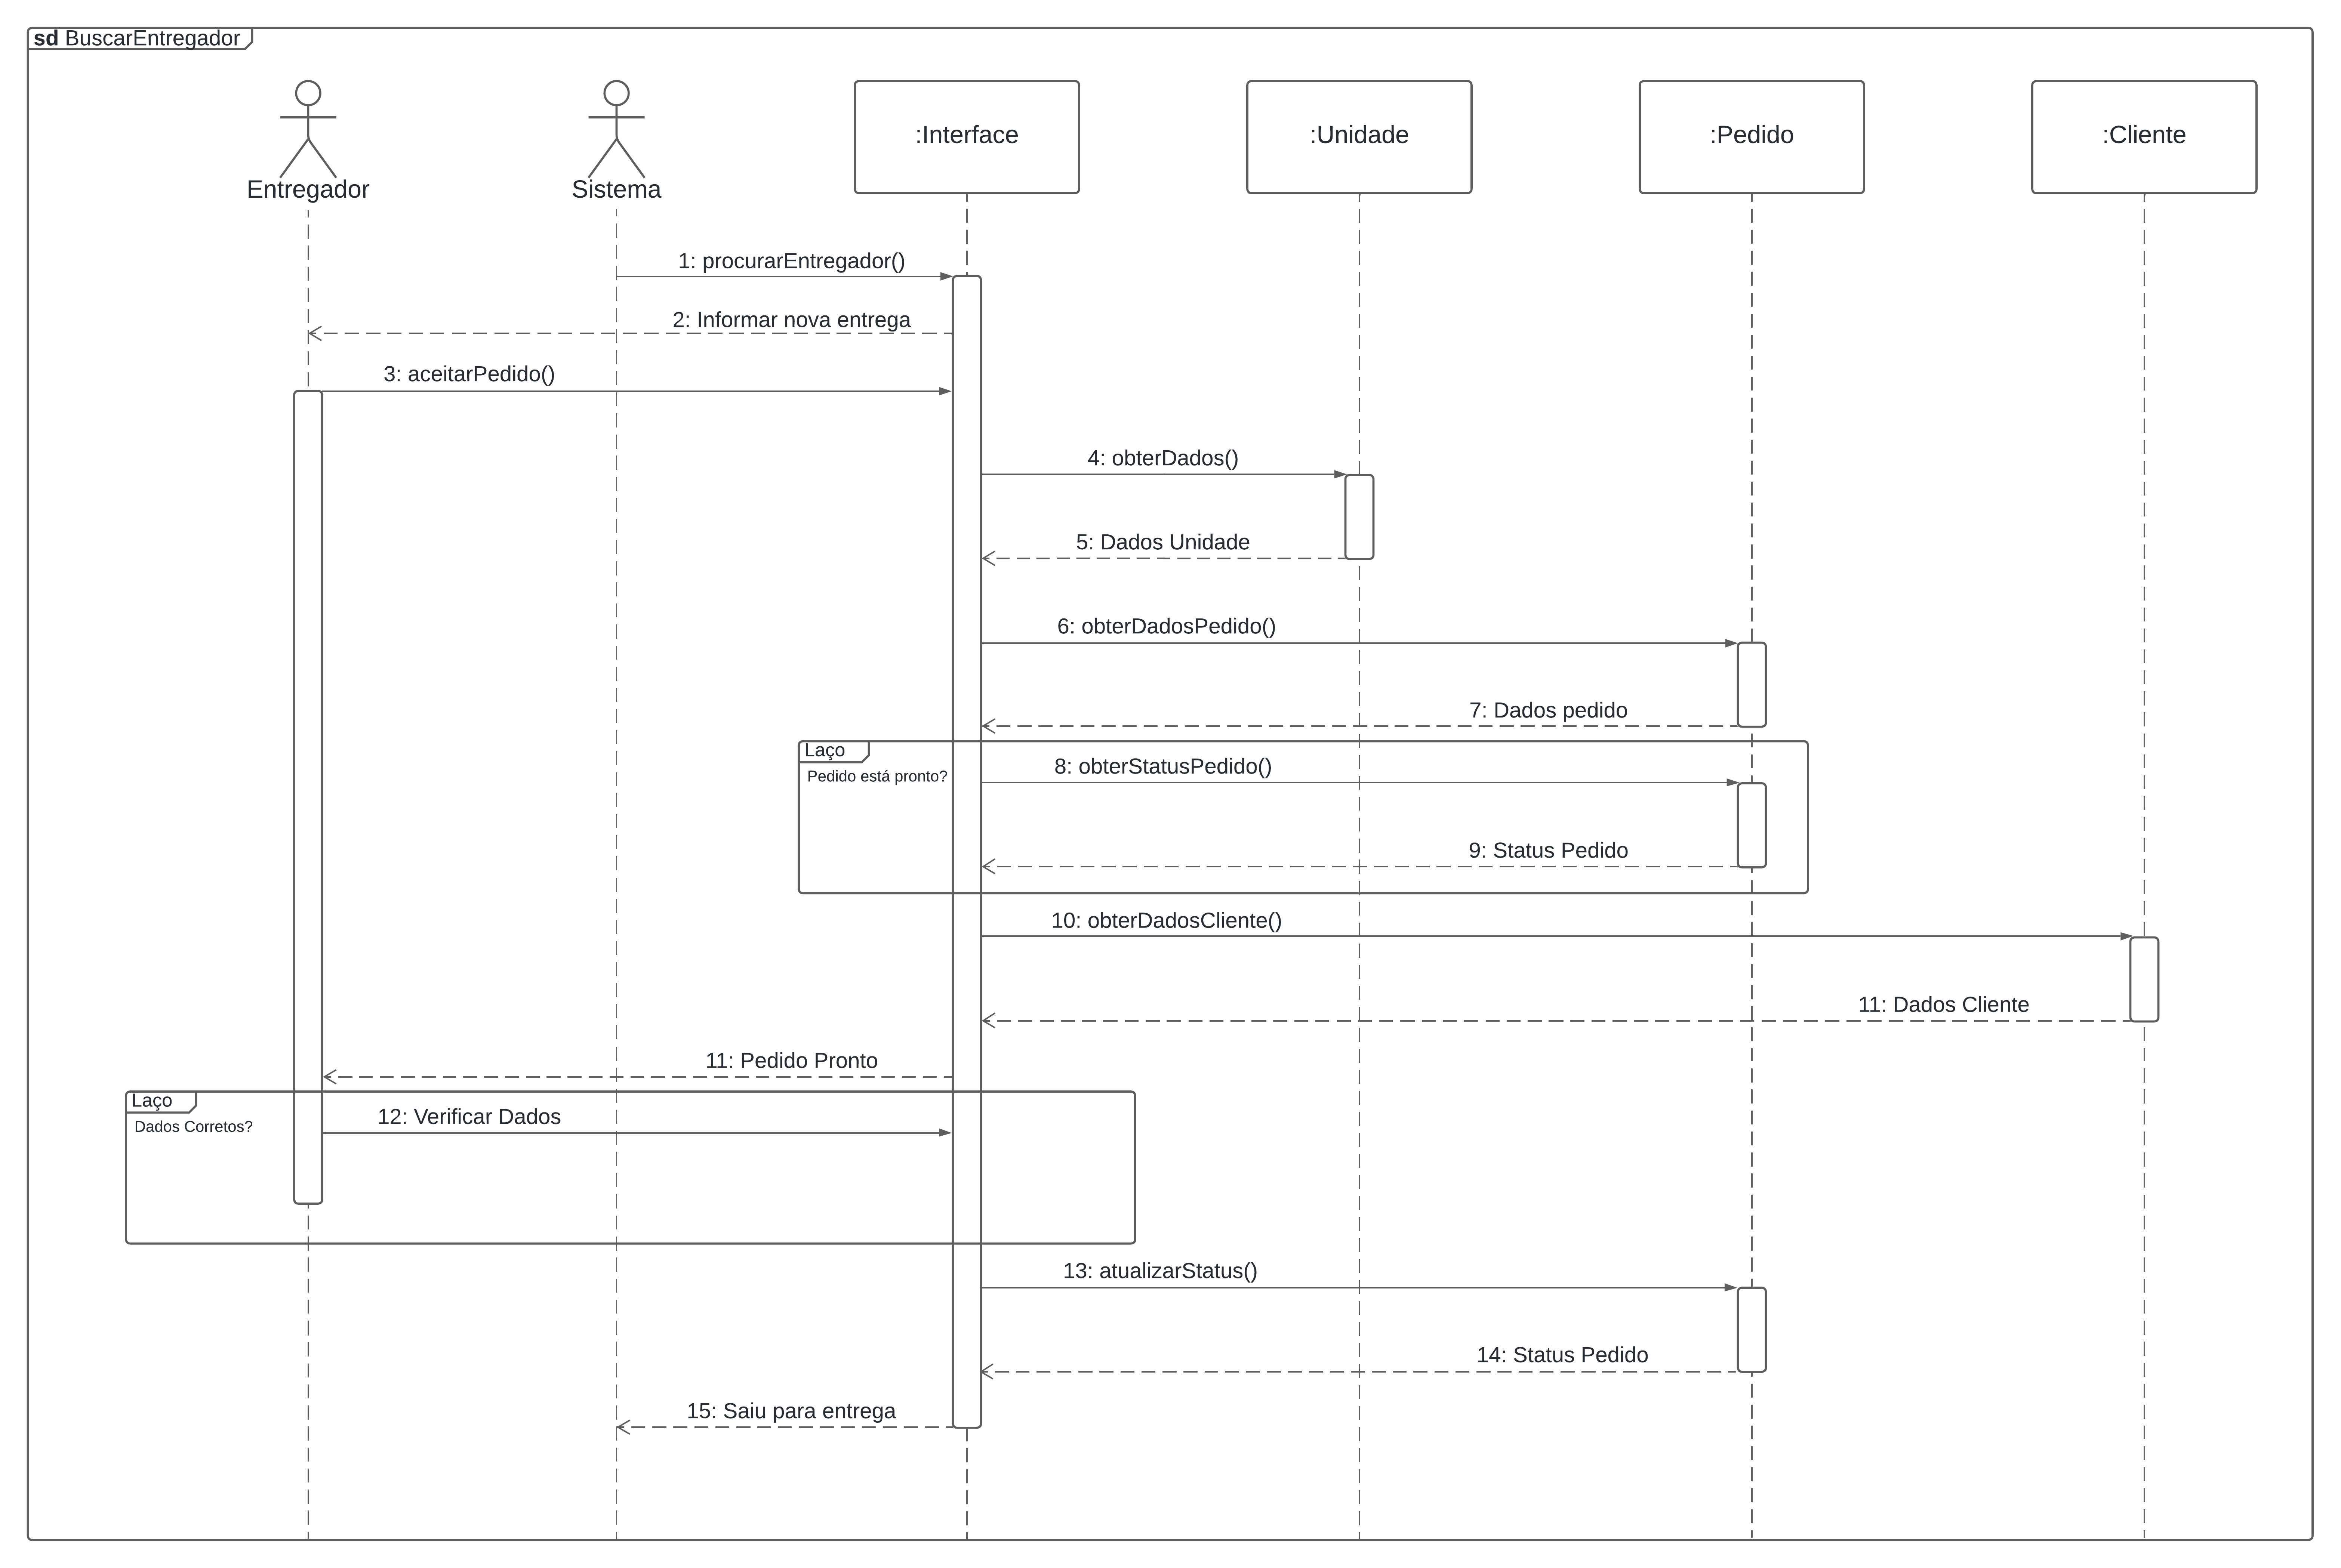 sd BuscarEntregador
Entregador
Sistema
:Interface
:Unidade
:Pedido
:Cliente
1: procurarEntregador()
2: Informar nova entrega
3: aceitarPedido()
4: obterDados()
5: Dados Unidade
6: obterDadosPedido()
7: Dados pedido
Laço
Pedido está pronto?
8: obterStatusPedido()
9: Status Pedido
10: obterDadosCliente()
11: Dados Cliente
11: Pedido Pronto
Laço
Dados Corretos?
12: Verificar Dados
13: atualizarStatus()
14: Status Pedido
15: Saiu para entrega